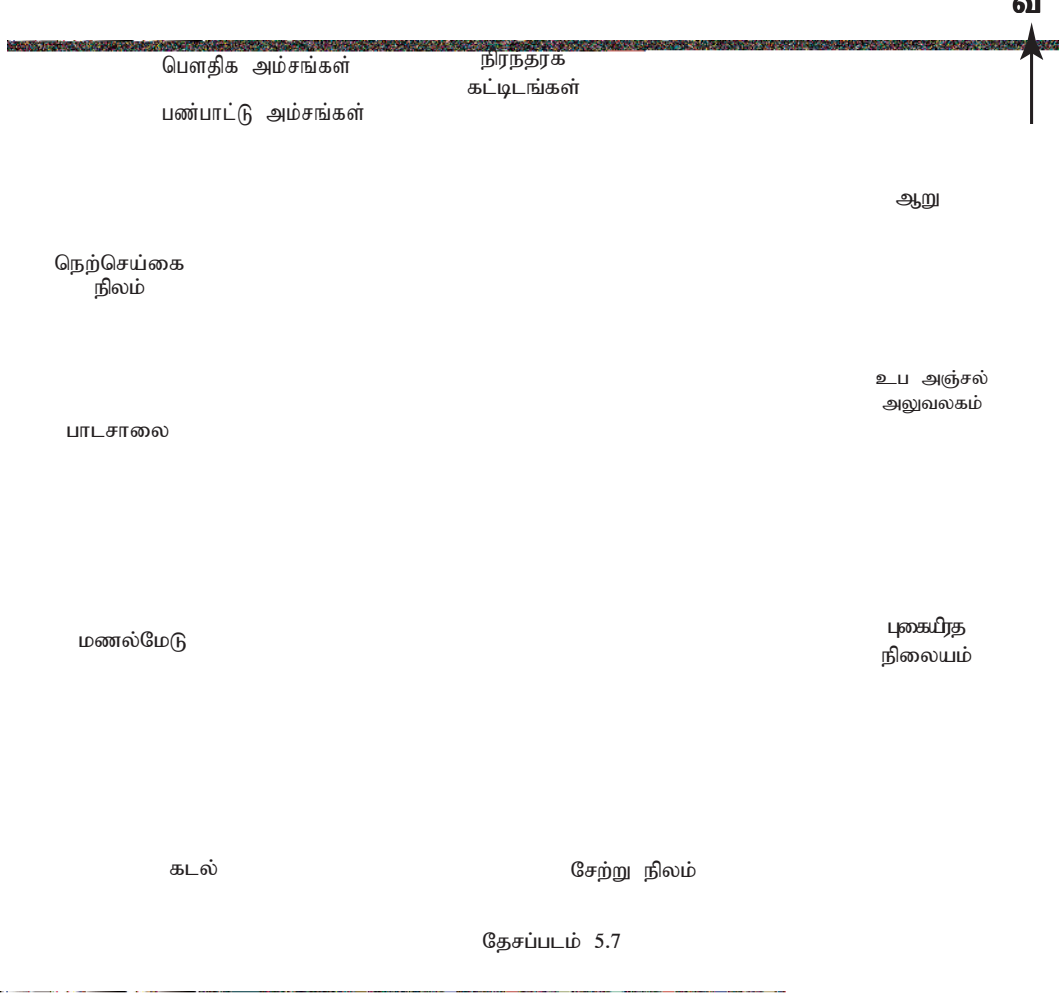 வ
பௌதிக அம்சங்கள்
நிரந்தரக்
கட்டிடங்கள்
பண்பாட்டு அம்சங்கள்
ஆறு
நெற்செய்கை
நிலம்
உப அஞ்சல்
அலுவலகம்
பாடசாலை
புகையிரத
நிலையம்
மணல்மேடு
கடல்
சேற்று நிலம்
தேசப்படம் 5.7